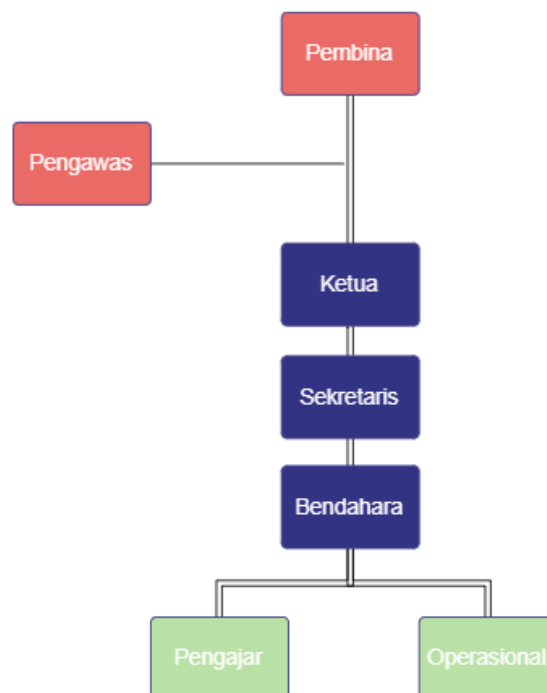 Pembina
Pengawas
Ketua
Sekretaris
Bendahara
Pengajar
Operasional